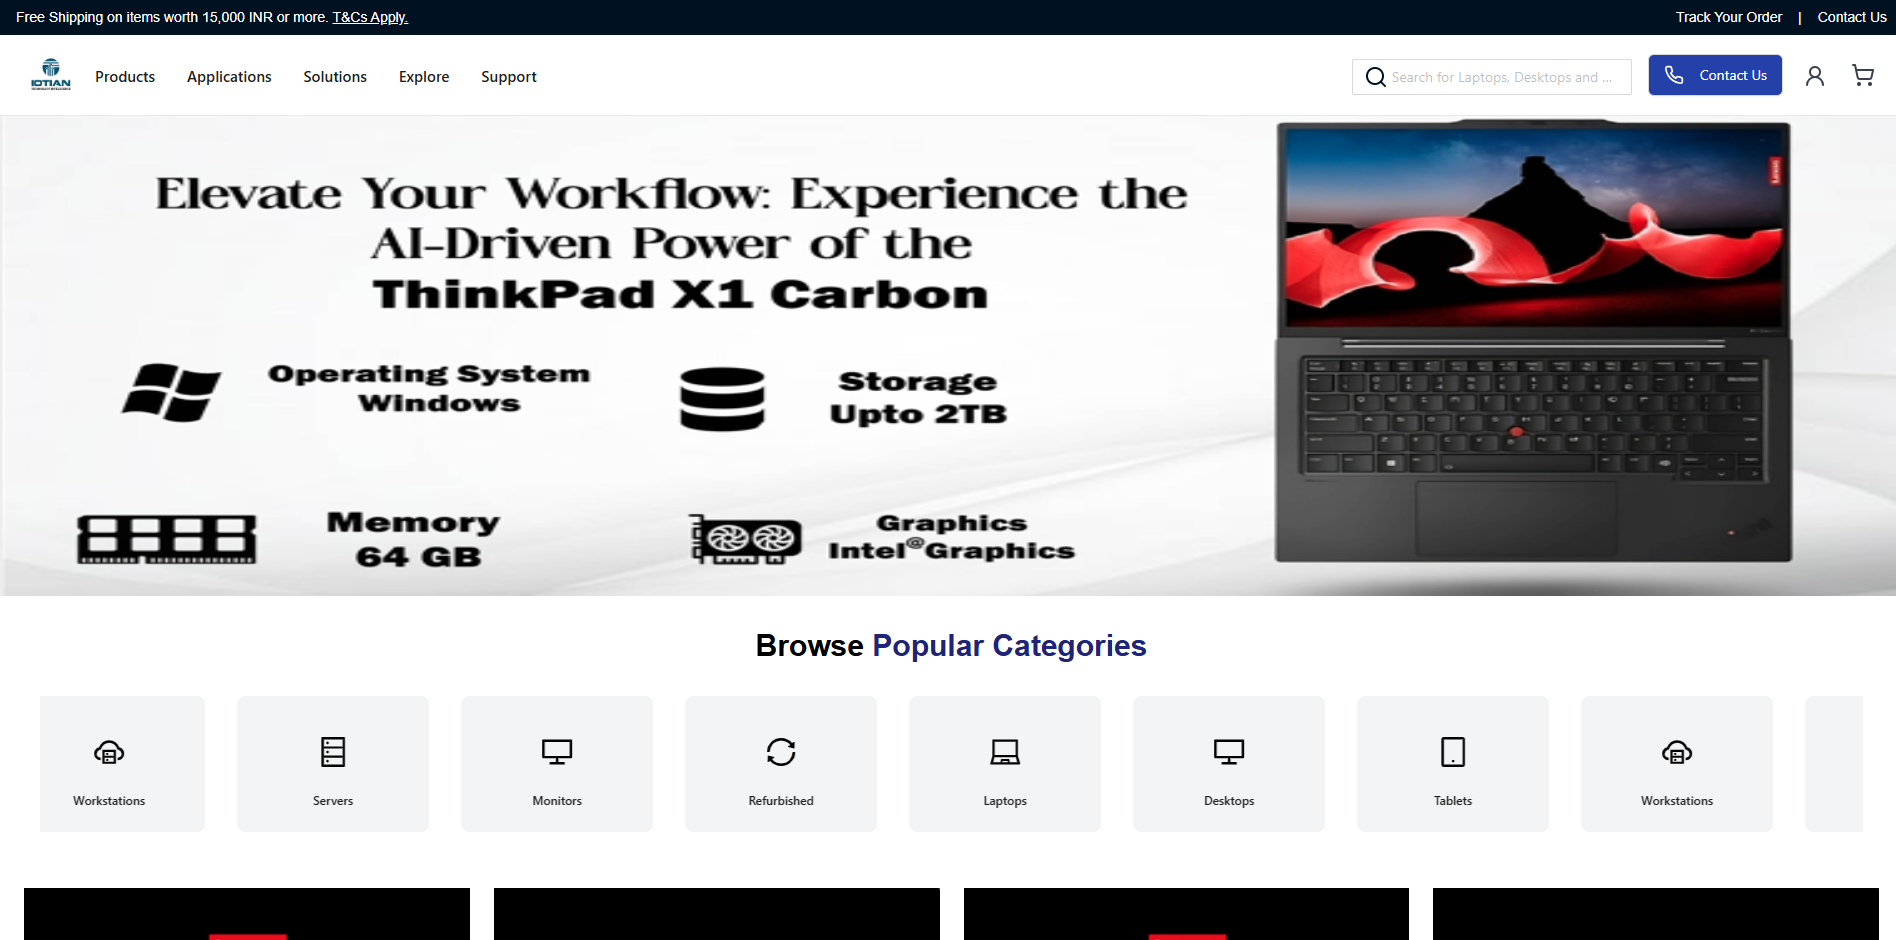 Free Shipping on items worth 15,000 INR or more. T&Cs Apply.
Track Your Order | Contact Us
IOTIAN
Products Applications Solutions Explore Support
Search for Laptops, Desktops and ...
Contact Us
Elevate Your Workflow: Experience the
AI-Driven Power of the
ThinkPad X1 Carbon
Operating System
Windows
Storage
Upto 2TB
Memory
64 GB
Graphics
Intel@Graphics
Lenovo
Browse Popular Categories
Workstations
Servers
Monitors
Refurbished
Laptops
Desktops
Tablets
Workstations